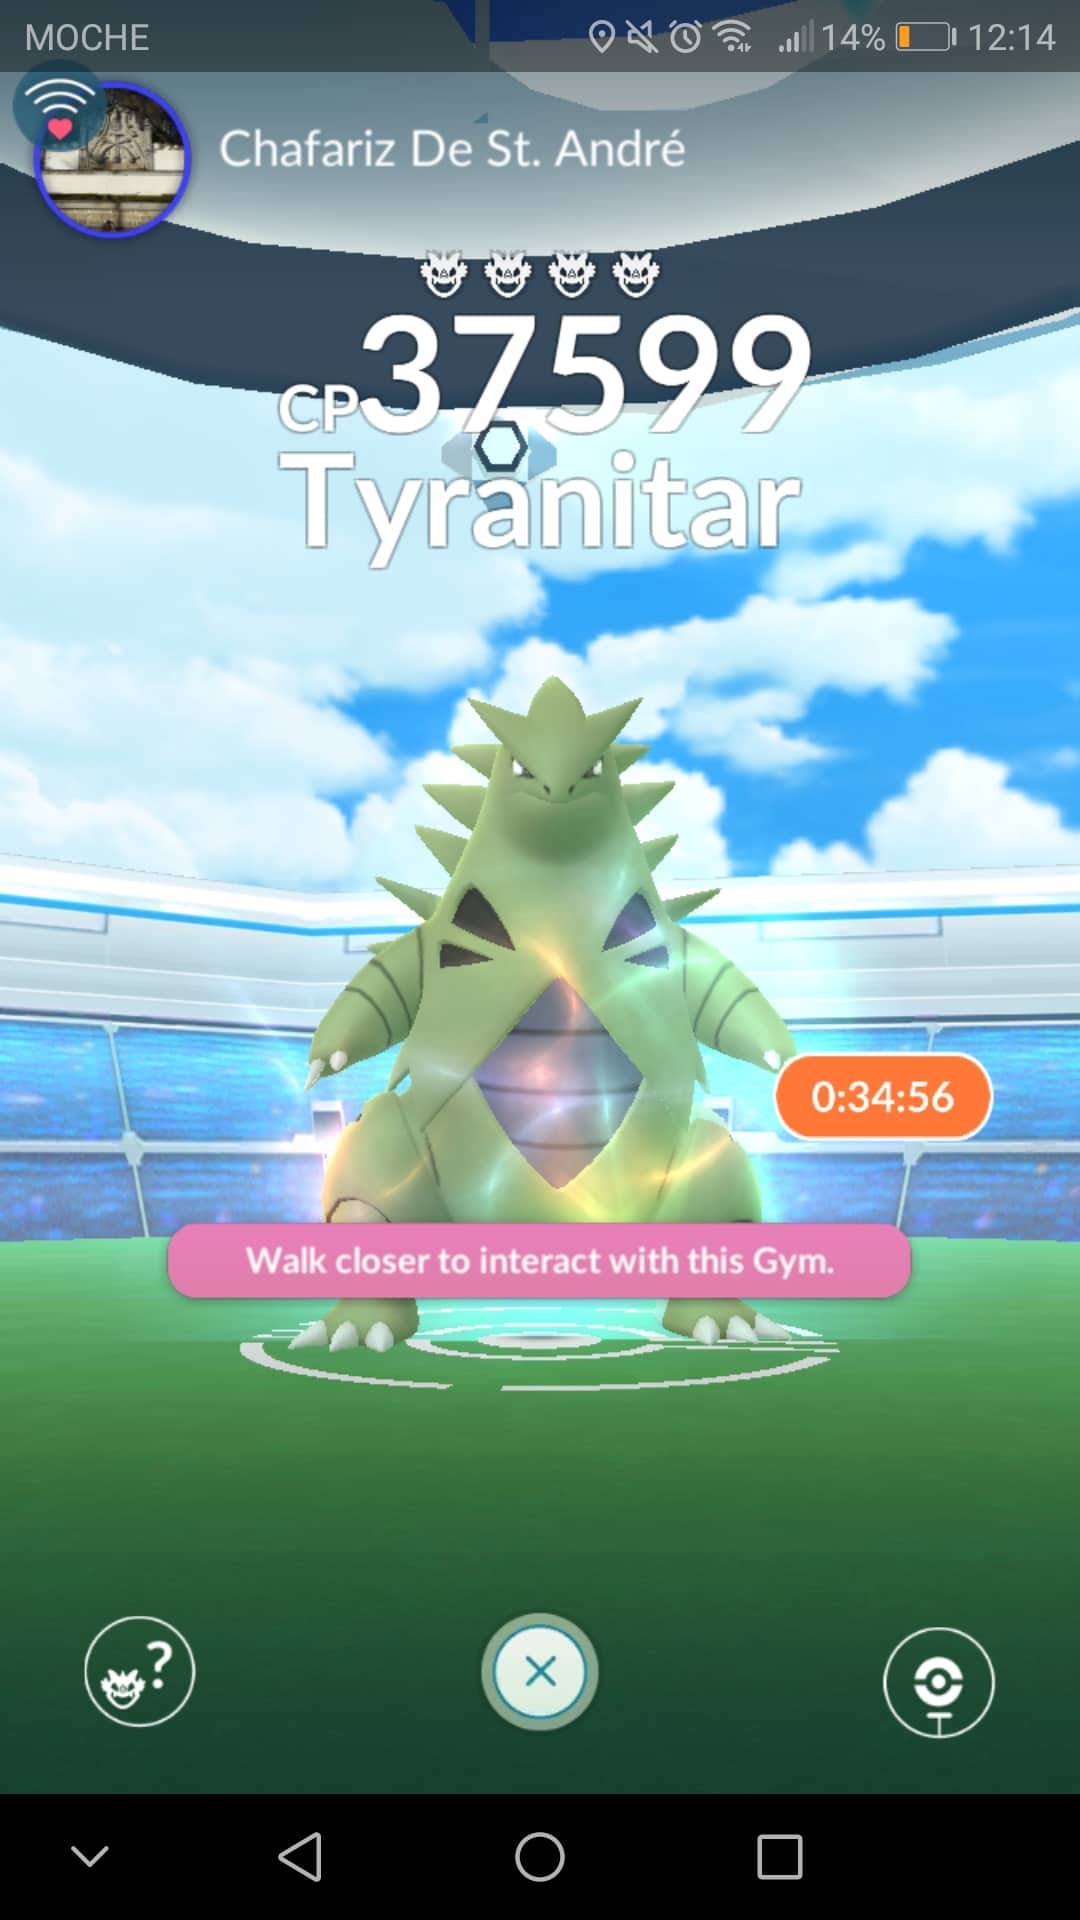 MOCHE 14% 12:14
Chafariz De St. André
CP37599
Tyranitar
0:34:56
Walk closer to interact with this Gym.
?